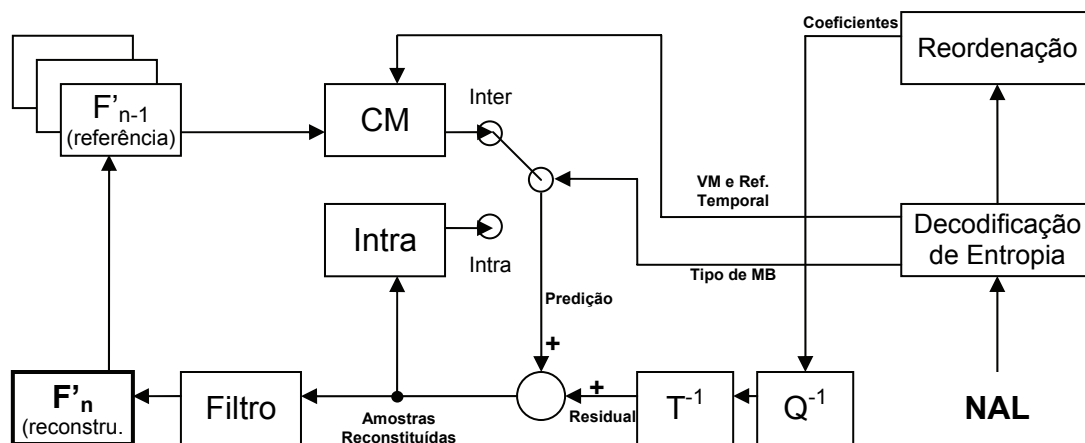 Coeficientes
Reordenação
F'n-1
(referência)
CM
Inter
VM e Ref.
Temporal
Decodificação
de Entropia
Intra
Intra
Tipo de MB
Predição
+
+
F'n
(reconstru.
Filtro
Amostras
Reconstituídas
Residual
T-1
Q-1
NAL